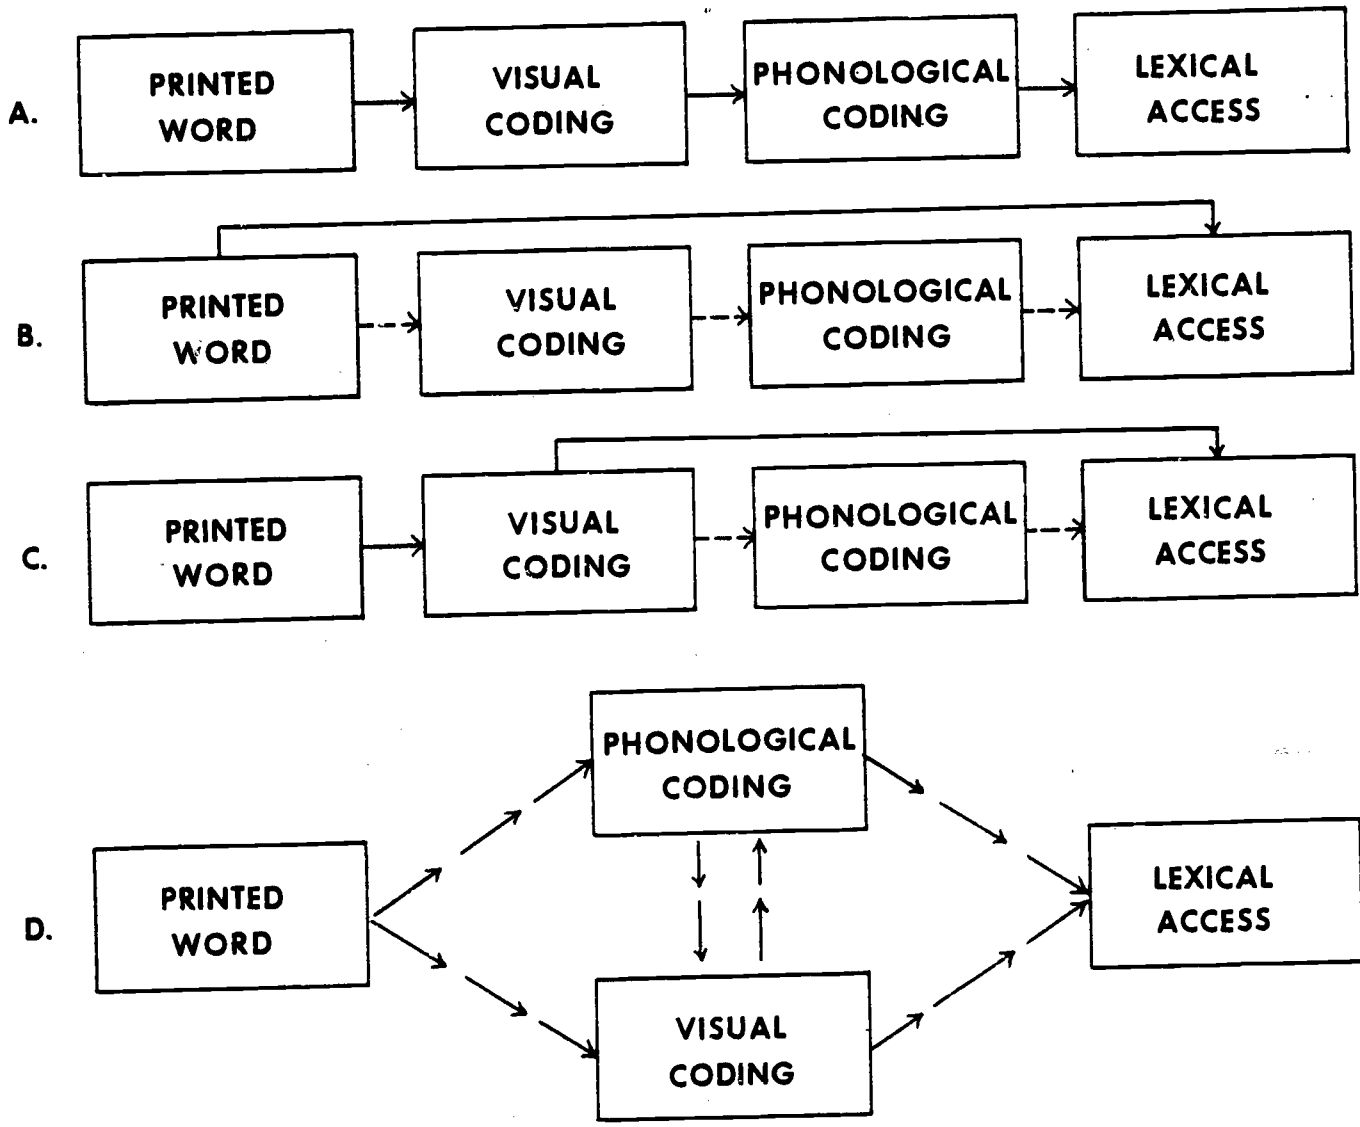 A.
PRINTED
WORD
VISUAL
CODING
PHONOLOGICAL
CODING
LEXICAL
ACCESS
B.
PRINTED
WORD
VISUAL
CODING
PHONOLOGICAL
CODING
LEXICAL
ACCESS
C.
PRINTED
WORD
VISUAL
CODING
PHONOLOGICAL
CODING
LEXICAL
ACCESS
D.
PRINTED
WORD
PHONOLOGICAL
CODING
VISUAL
CODING
LEXICAL
ACCESS